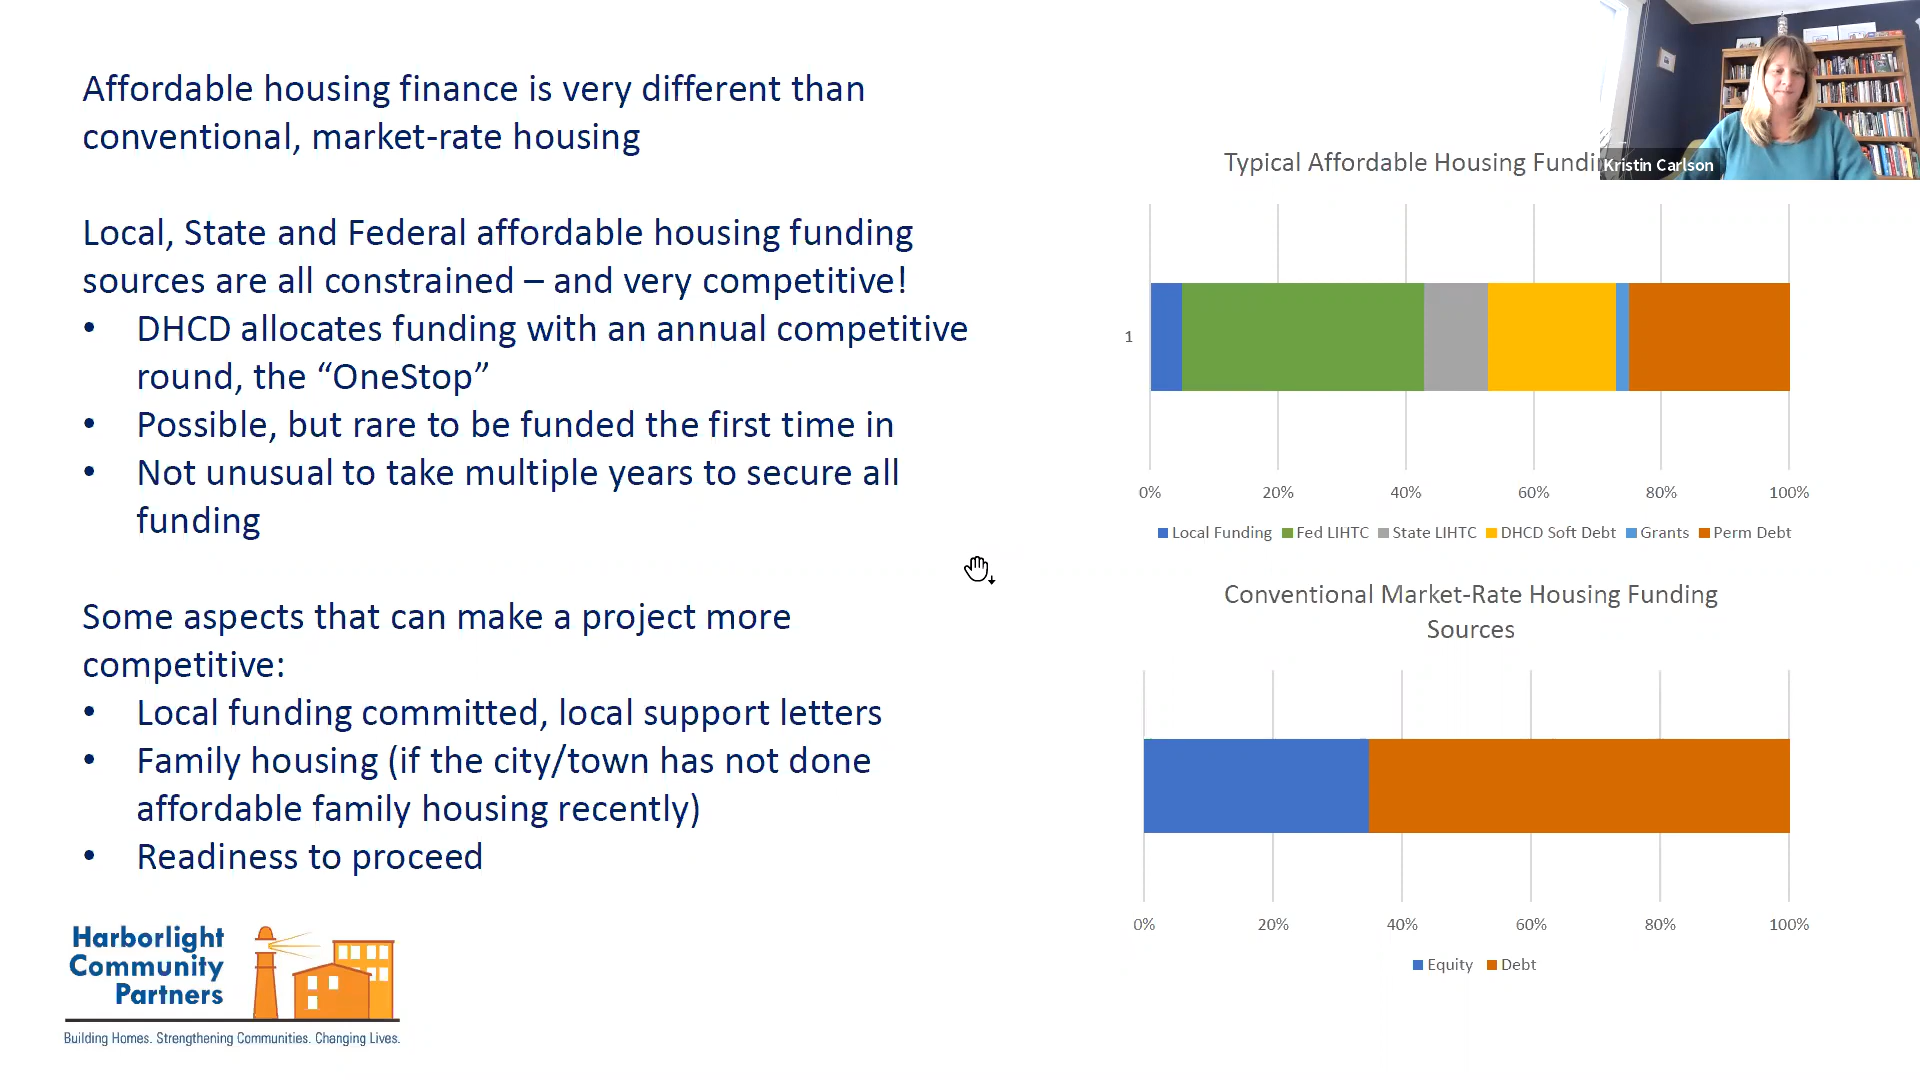 Affordable housing finance is very different than
conventional, market-rate housing
Local, State and Federal affordable housing funding
sources are all constrained – and very competitive!
• DHCD allocates funding with an annual competitive
round, the “OneStop”
• Possible, but rare to be funded the first time in
• Not unusual to take multiple years to secure all
funding
Some aspects that can make a project more
competitive:
• Local funding committed, local support letters
• Family housing (if the city/town has not done
affordable family housing recently)
• Readiness to proceed
Harborlight
Community
Partners
Building Homes. Strengthening Communities. Changing Lives.
Kristin Carlson
Typical Affordable Housing
1
0% 20% 40% 60% 80% 100%
Local Funding Fed LIHTC State LIHTC DHCD Soft Debt Grants Perm Debt
Conventional Market-Rate Housing Funding
Sources
0% 20% 40% 60% 80% 100%
Equity Debt